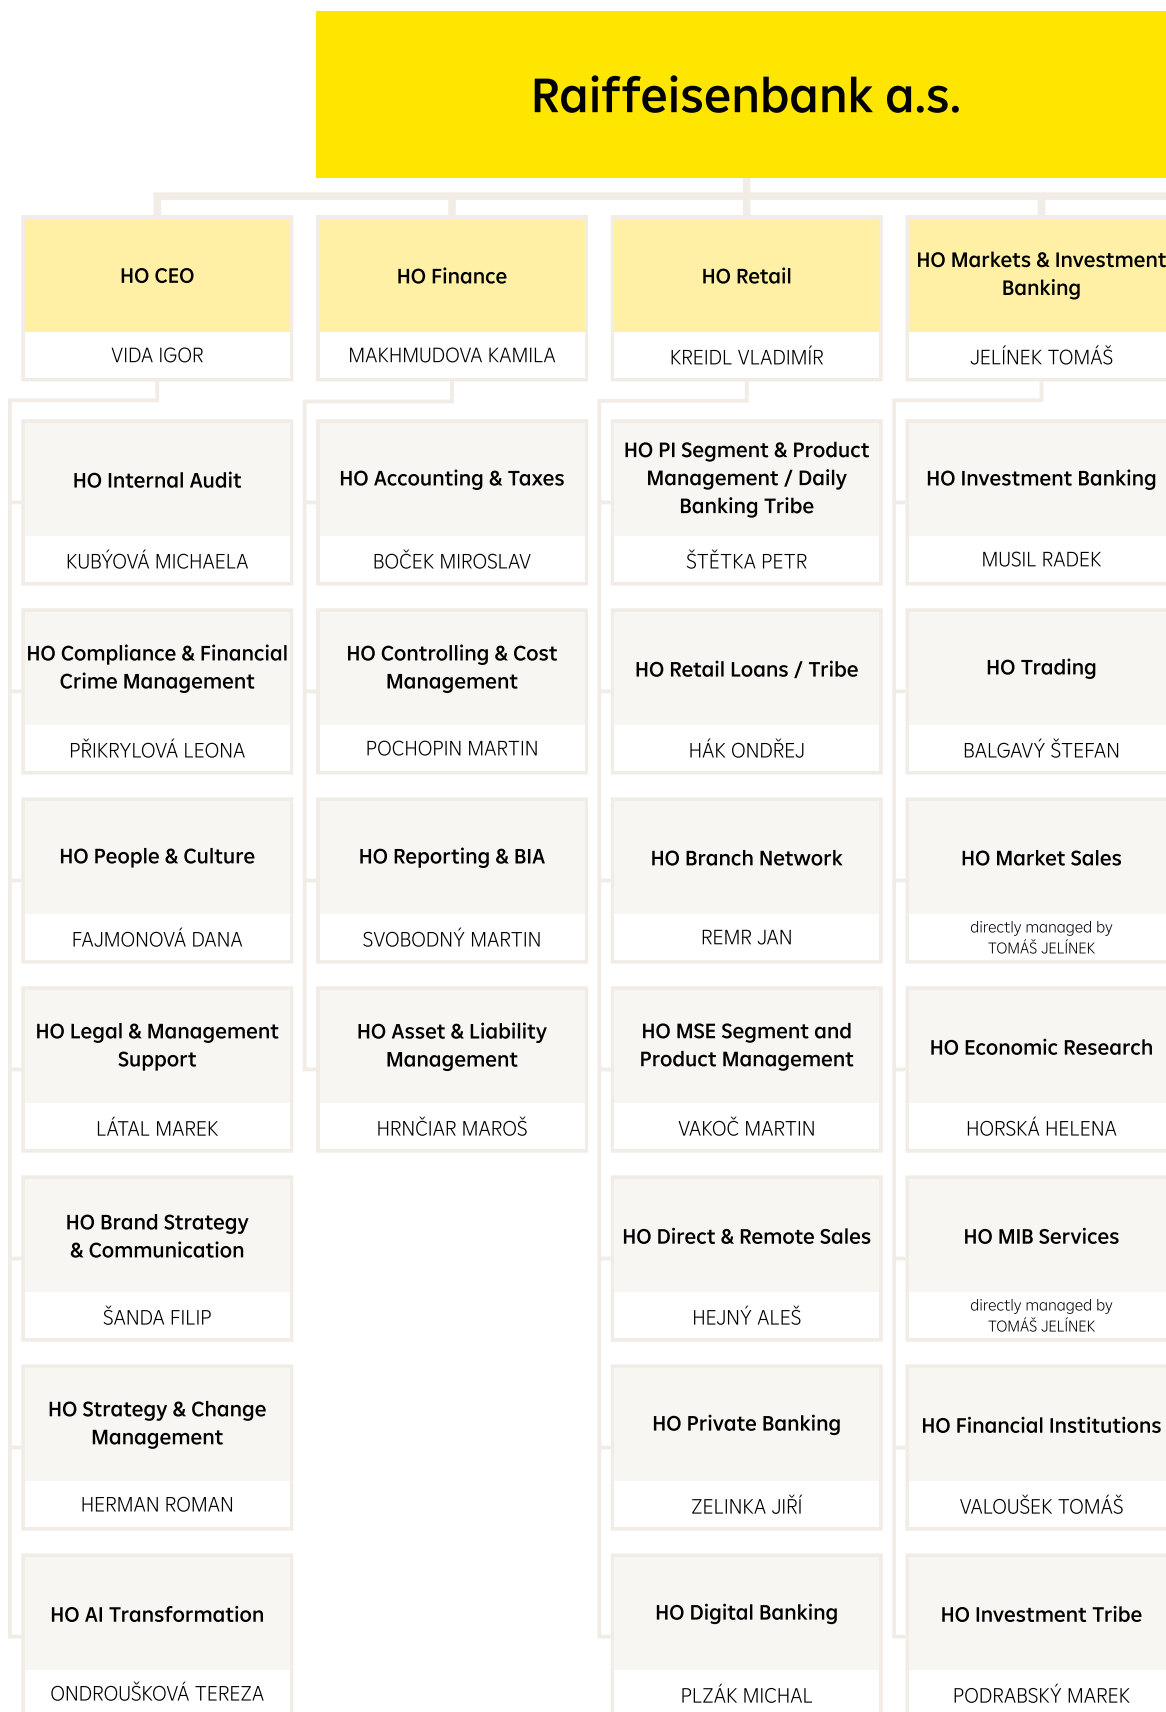 Raiffeisenbank a.s.
HO CEO
VIDA IGOR
HO Internal Audit
KUBÝOVÁ MICHAELA
HO Compliance & Financial
Crime Management
PŘIKRYLOVÁ LEONA
HO People & Culture
FAJMONOVÁ DANA
HO Legal & Management
Support
LÁTAL MAREK
HO Brand Strategy
& Communication
ŠANDA FILIP
HO Strategy & Change
Management
HERMAN ROMAN
HO AI Transformation
ONDROUŠKOVÁ TEREZA
HO Finance
MAKHMUDOVA KAMILA
HO Accounting & Taxes
BOČEK MIROSLAV
HO Controlling & Cost
Management
POCHOPIN MARTIN
HO Reporting & BIA
SVOBODNÝ MARTIN
HO Asset & Liability
Management
HRNČIAR MAROŠ
HO Retail
KREIDL VLADIMÍR
HO PI Segment & Product
Management / Daily
Banking Tribe
ŠTĚTKA PETR
HO Retail Loans / Tribe
HÁK ONDŘEJ
HO Branch Network
REMR JAN
HO MSE Segment and
Product Management
VAKOČ MARTIN
HO Direct & Remote Sales
HEJNÝ ALEŠ
HO Private Banking
ZELINKA JIŘÍ
HO Digital Banking
PLZÁK MICHAL
HO Markets & Investment
Banking
JELÍNEK TOMÁŠ
HO Investment Banking
MUSIL RADEK
HO Trading
BALGAVÝ ŠTEFAN
HO Market Sales
directly managed by
TOMÁŠ JELÍNEK
HO Economic Research
HORSKÁ HELENA
HO MIB Services
directly managed by
TOMÁŠ JELÍNEK
HO Financial Institutions
VALOUŠEK TOMÁŠ
HO Investment Tribe
PODRABSKÝ MAREK